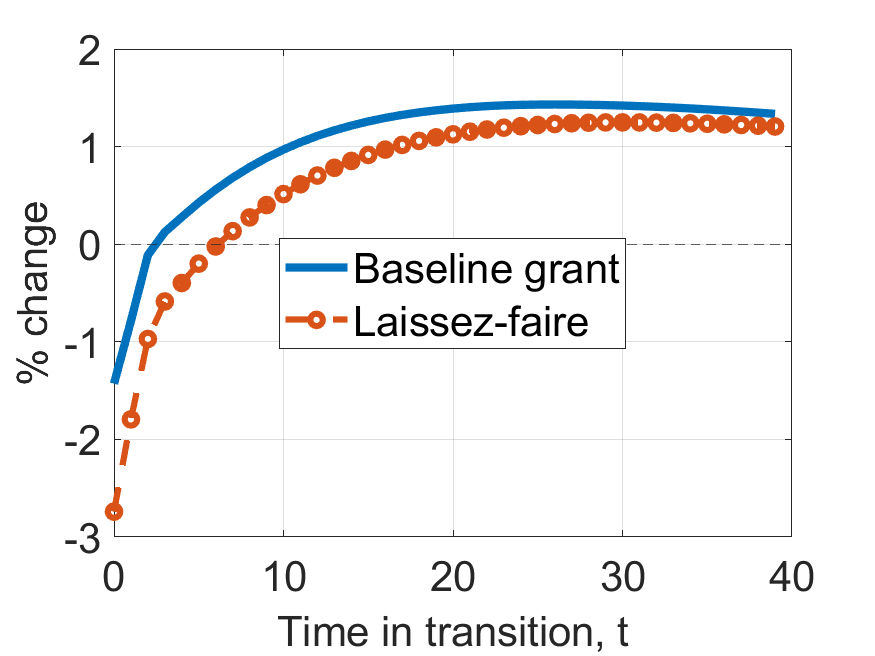 2
1
0
-1
-2
-3
% change
Baseline grant
Laissez-faire
0 10 20 30 40
Time in transition, t